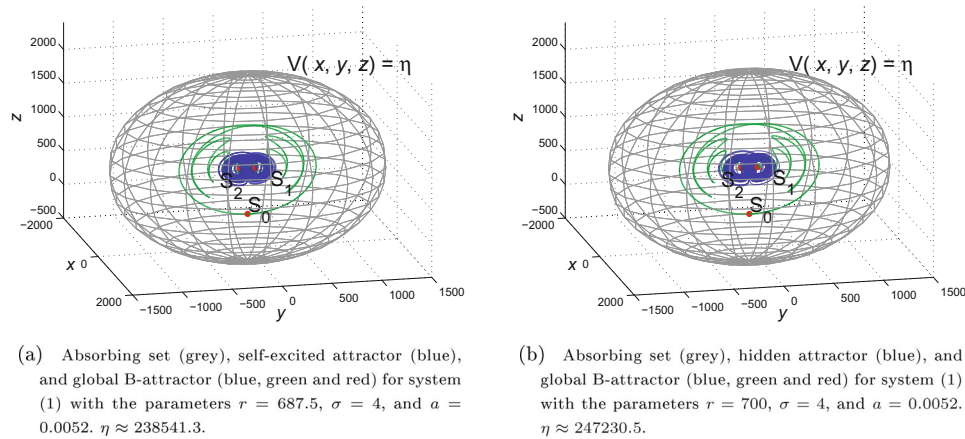 V( x, y, z) = η
2000
1500
1000
500
0
−500
−2000
0
2000
z
x
−1500
−1000
−500
0
500
1000
1500
y
S2
S1
S0
V( x, y, z) = η
2000
1500
1000
500
0
−500
−2000
0
2000
z
x
−1500
−1000
−500
0
500
1000
1500
y
S2
S1
S0
(a) Absorbing set (grey), self-excited attractor (blue),
and global B-attractor (blue, green and red) for system
(1) with the parameters r = 687.5, σ = 4, and a =
0.0052. η ≈ 238541.3.
(b) Absorbing set (grey), hidden attractor (blue), and
global B-attractor (blue, green and red) for system (1)
with the parameters r = 700, σ = 4, and a = 0.0052.
η ≈ 247230.5.